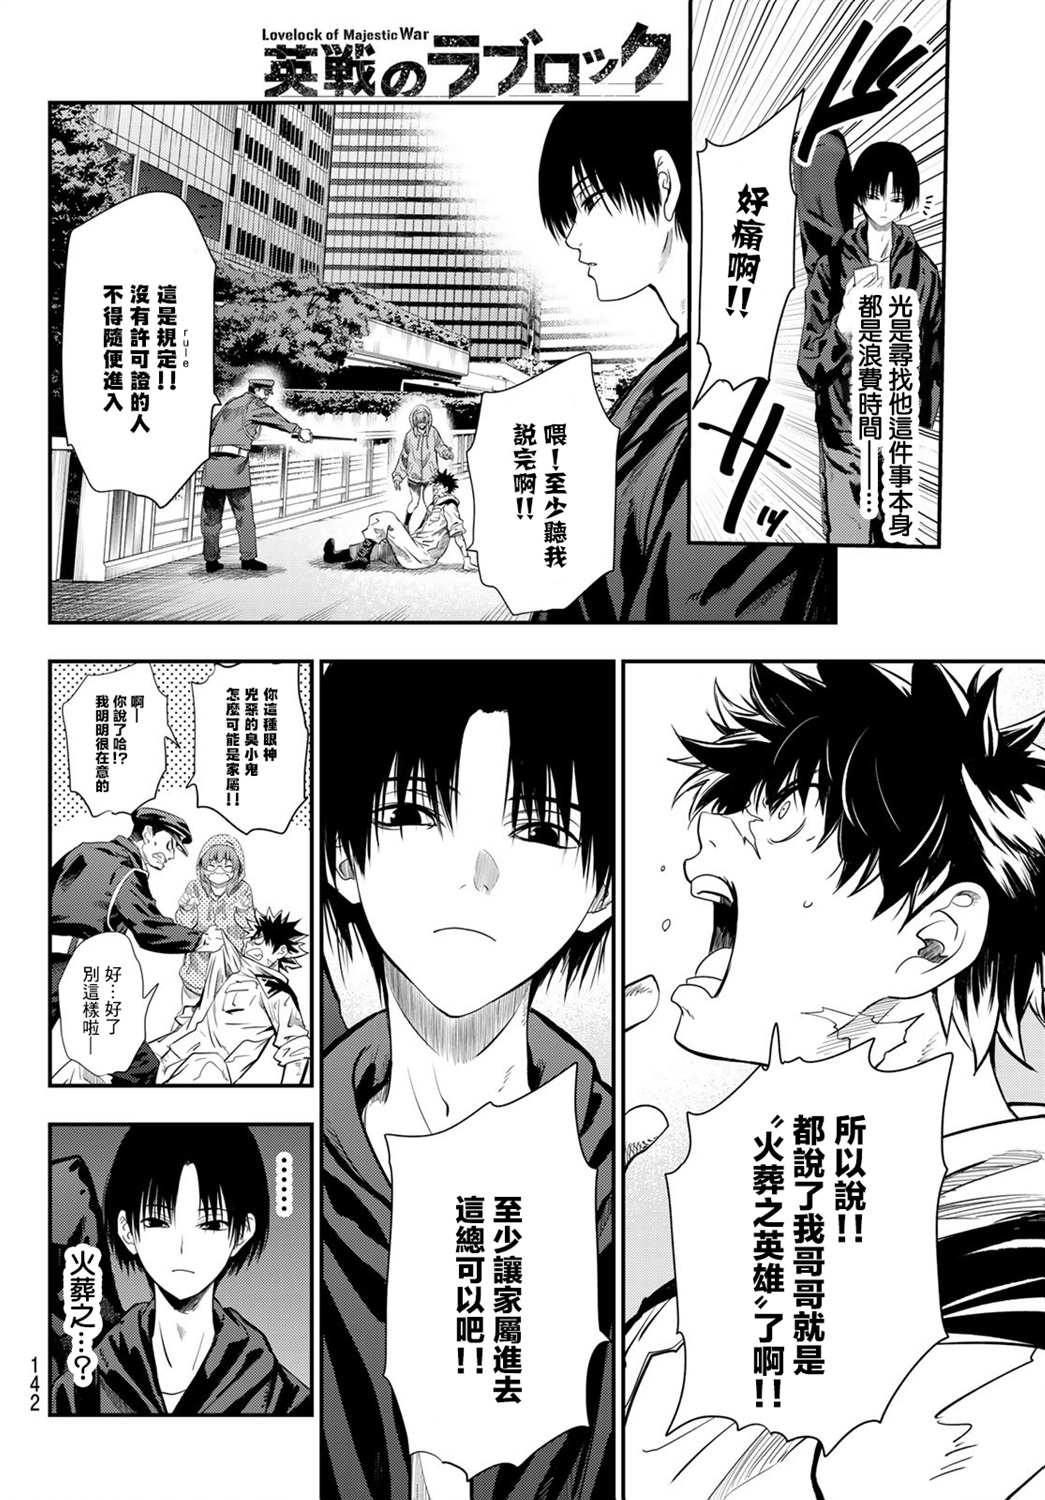 Lovelock of Majestic War
英戦のラブロック
ドッ
光是尋找他這件事本身
都是浪費時間——…
好痛啊!!
喂!至少聽我
說完啊!!
這是規定!!
rule
沒有許可證的人
不得隨便進入
所以說!!
都說了我哥哥就是
〝火葬之英雄〞了啊!!
至少讓家屬進去
這總可以吧!!
你這種眼神
兇惡的臭小鬼
怎麼可能是家屬!!
啊—
你說了哈!?
我明明很在意的
好…好了
別這樣啦—
………
火葬之…?
142